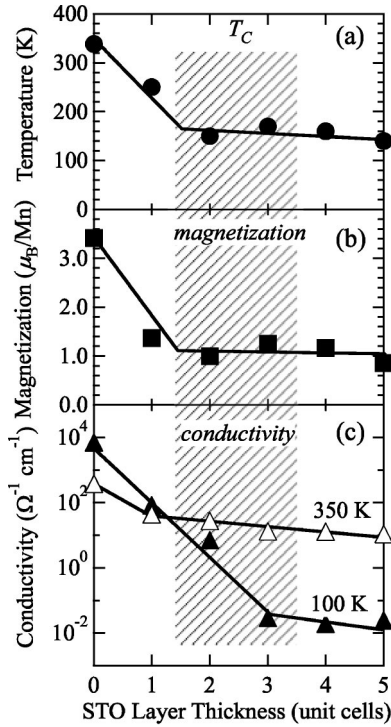 T_C
(a)
400
300
200
100
0
Temperature (K)
magnetization
(b)
3.0
2.0
1.0
0.0
Magnetization (μ_B/Mn)
conductivity
(c)
10^4
10^2
10^0
10^-2
Conductivity (Ω^-1 cm^-1)
350 K
100 K
0 1 2 3 4 5
STO Layer Thickness (unit cells)